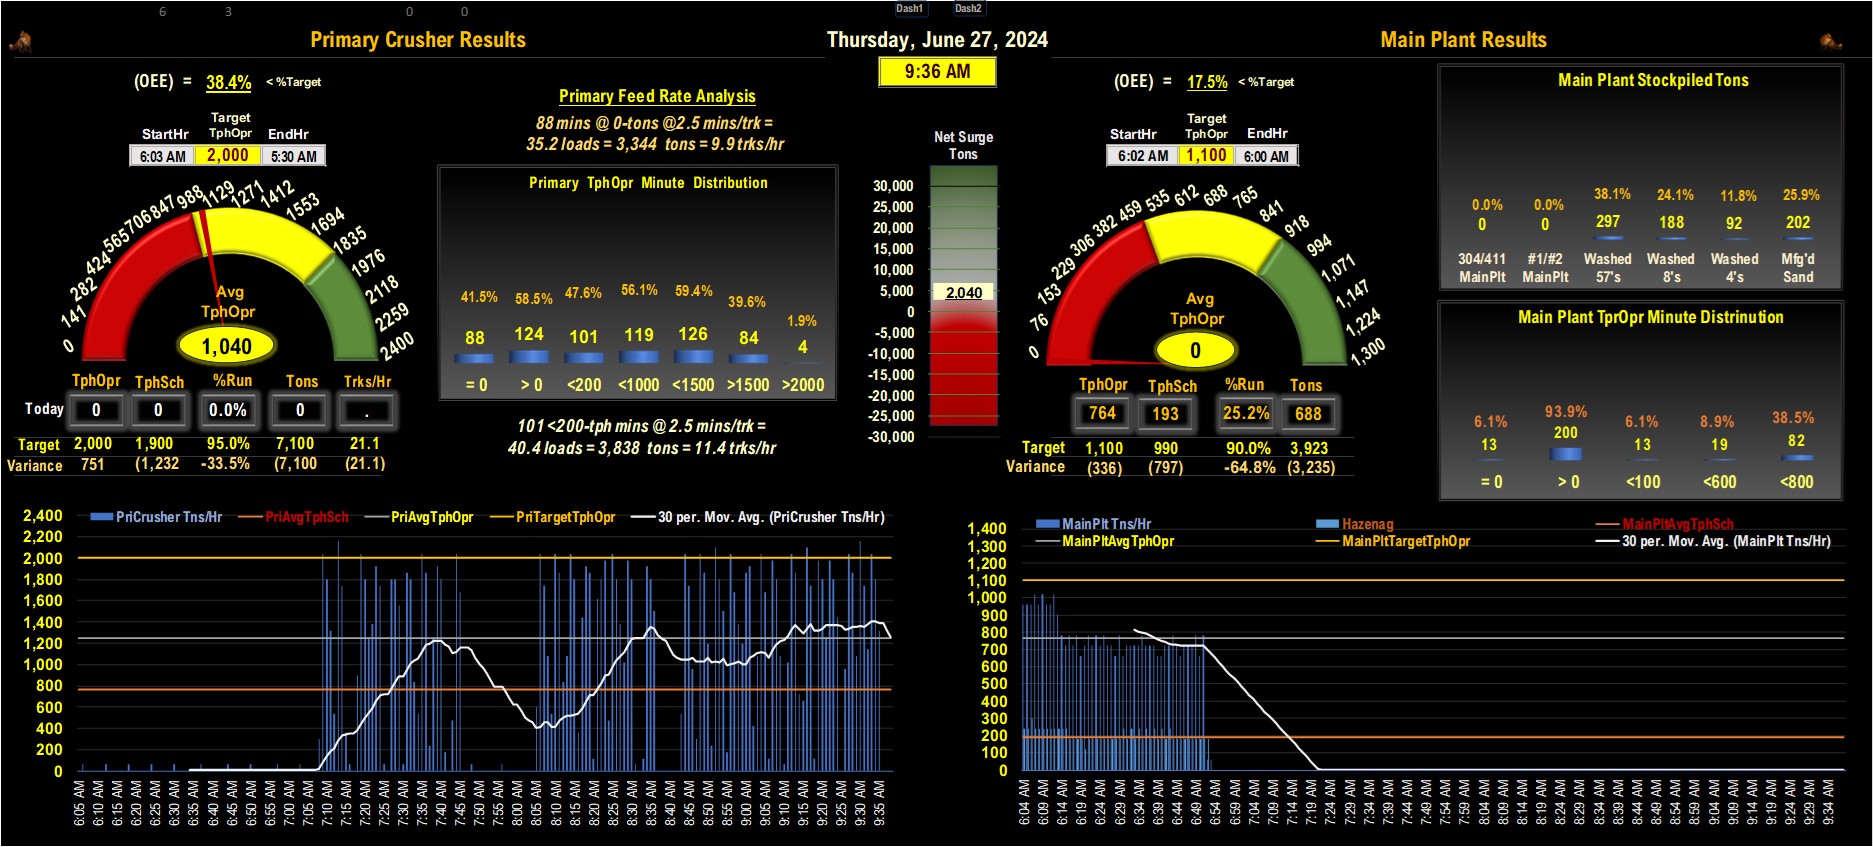 6 3 0 0 Dash1 Dash2
Primary Crusher Results
Thursday, June 27, 2024
Main Plant Results
9:36 AM
(OEE) = 38.4% < %Target
Target
StartHr TphOpr EndHr
6:03 AM 2,000 5:30 AM
0 141 282 424 565 706 847 988 1129 1271 1412 1553 1694 1835 1976 2118 2259 2400
Avg
TphOpr
1,040
TphOpr TphSch %Run Tons Trks/Hr
Today 0 0 0.0% 0 .
Target 2,000 1,900 95.0% 7,100 21.1
Variance 751 (1,232 -33.5% (7,100 (21.1)
Primary Feed Rate Analysis
88 mins @ 0-tons @2.5 mins/trk =
35.2 loads = 3,344 tons = 9.9 trks/hr
Primary TphOpr Minute Distribution
41.5% 58.5% 47.6% 56.1% 59.4% 39.6% 1.9%
88 124 101 119 126 84 4
= 0 > 0 <200 <1000 <1500 >1500 >2000
101 <200-tph mins @ 2.5 mins/trk =
40.4 loads = 3,838 tons = 11.4 trks/hr
Net Surge
Tons
30,000
25,000
20,000
15,000
10,000
5,000
2,040
0
-5,000
-10,000
-15,000
-20,000
-25,000
-30,000
(OEE) = 17.5% < %Target
Target
StartHr TphOpr EndHr
6:02 AM 1,100 6:00 AM
0 76 153 229 306 382 459 535 612 688 765 841 918 994 1,071 1,147 1,224 1,300
Avg
TphOpr
0
TphOpr TphSch %Run Tons
764 193 25.2% 688
Target 1,100 990 90.0% 3,923
Variance (336) (797) -64.8% (3,235)
Main Plant Stockpiled Tons
0.0% 0.0% 38.1% 24.1% 11.8% 25.9%
0 0 297 188 92 202
304/411 #1/#2 Washed Washed Washed Mfg'd
MainPlt MainPlt 57's 8's 4's Sand
Main Plant TprOpr Minute Distrinution
6.1% 93.9% 6.1% 8.9% 38.5%
13 200 13 19 82
= 0 > 0 <100 <600 <800
PriCrusher Tns/Hr PriAvgTphSch PriAvgTphOpr PriTargetTphOpr 30 per. Mov. Avg. (PriCrusher Tns/Hr)
2,400
2,200
2,000
1,800
1,600
1,400
1,200
1,000
800
600
400
200
0
6:05 AM 6:10 AM 6:15 AM 6:20 AM 6:25 AM 6:30 AM 6:35 AM 6:40 AM 6:45 AM 6:50 AM 6:55 AM 7:00 AM 7:05 AM 7:10 AM 7:15 AM 7:20 AM 7:25 AM 7:30 AM 7:35 AM 7:40 AM 7:45 AM 7:50 AM 7:55 AM 8:00 AM 8:05 AM 8:10 AM 8:15 AM 8:20 AM 8:25 AM 8:30 AM 8:35 AM 8:40 AM 8:45 AM 8:50 AM 8:55 AM 9:00 AM 9:05 AM 9:10 AM 9:15 AM 9:20 AM 9:25 AM 9:30 AM 9:35 AM
MainPlt Tns/Hr Hazenag MainPltAvgTphSch
MainPltAvgTphOpr MainPltTargetTphOpr 30 per. Mov. Avg. (MainPlt Tns/Hr)
1,400
1,300
1,200
1,100
1,000
900
800
700
600
500
400
300
200
100
0
6:04 AM 6:09 AM 6:14 AM 6:19 AM 6:24 AM 6:29 AM 6:34 AM 6:39 AM 6:44 AM 6:49 AM 6:54 AM 6:59 AM 7:04 AM 7:09 AM 7:14 AM 7:19 AM 7:24 AM 7:29 AM 7:34 AM 7:39 AM 7:44 AM 7:49 AM 7:54 AM 7:59 AM 8:04 AM 8:09 AM 8:14 AM 8:19 AM 8:24 AM 8:29 AM 8:34 AM 8:39 AM 8:44 AM 8:49 AM 8:54 AM 8:59 AM 9:04 AM 9:09 AM 9:14 AM 9:19 AM 9:24 AM 9:29 AM 9:34 AM